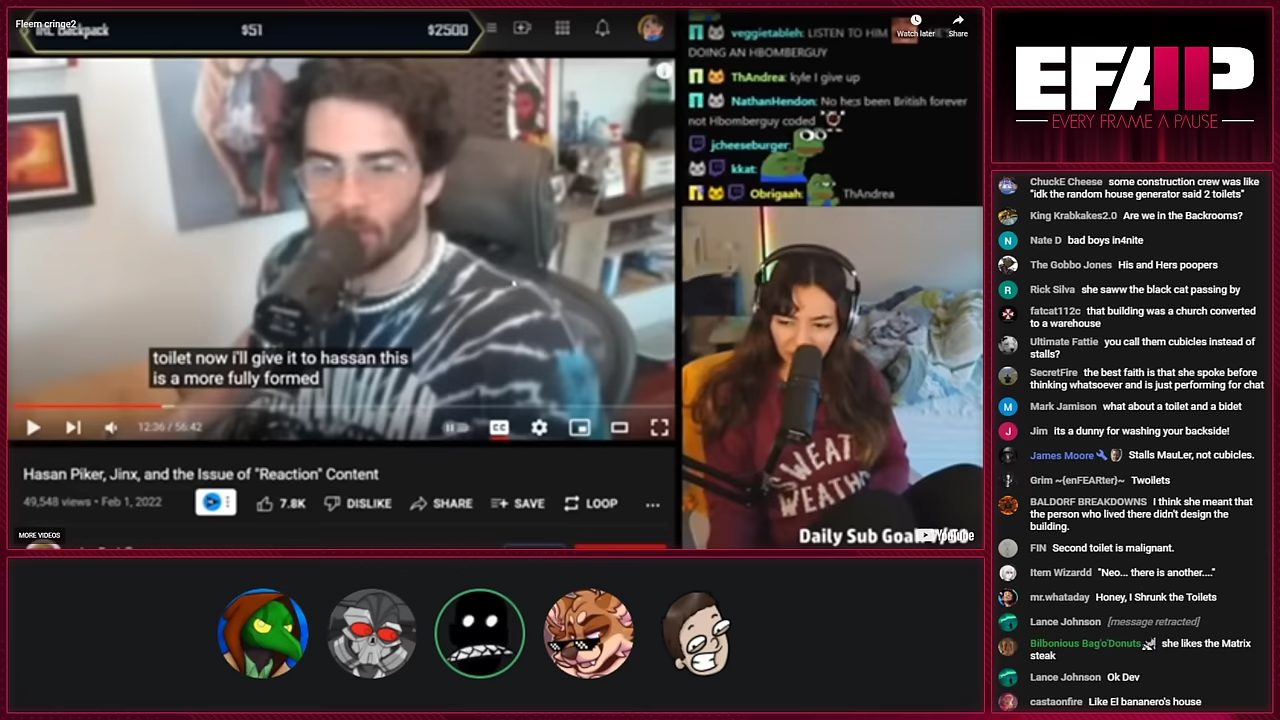 Fleem cringe2
IRL Backpack
$51
$2500
Watch later
Share
veggietableh: LISTEN TO HIM
DOING AN HBOMBERGUY
ThAndrea: kyle I give up
NathanHendon: No he;s been British forever
not Hbomberguy coded
jcheeseburger:
kkat:
Obrigaah: ThAndrea
toilet now i'll give it to hassan this
is a more fully formed
12:36 / 56:42
CC
Hasan Piker, Jinx, and the Issue of "Reaction" Content
49,548 views • Feb 1, 2022
7.8K
DISLIKE
SHARE
SAVE
LOOP
MORE VIDEOS
SWEAT
WEATHER
Daily Sub Goal
YouTube
EFAP
EVERY FRAME A PAUSE
ChuckE Cheese some construction crew was like
"idk the random house generator said 2 toilets"
King Krabkakes2.0 Are we in the Backrooms?
N
Nate D bad boys in4nite
The Gobbo Jones His and Hers poopers
R
Rick Silva she saww the black cat passing by
fatcat112c that building was a church converted
to a warehouse
Ultimate Fattie you call them cubicles instead of
stalls?
SecretFire the best faith is that she spoke before
thinking whatsoever and is just performing for chat
M
Mark Jamison what about a toilet and a bidet
J
Jim its a dunny for washing your backside!
James Moore Stalls MauLer, not cubicles.
Grim ~{enFEARter}~ Twoilets
BALDORF BREAKDOWNS I think she meant that
the person who lived there didn't design the
building.
FIN Second toilet is malignant.
Item Wizardd "Neo... there is another...."
mr.whataday Honey, I Shrunk the Toilets
Lance Johnson [message retracted]
Bilbonious Bag'o'Donuts she likes the Matrix
steak
Lance Johnson Ok Dev
castaonfire Like El bananero's house